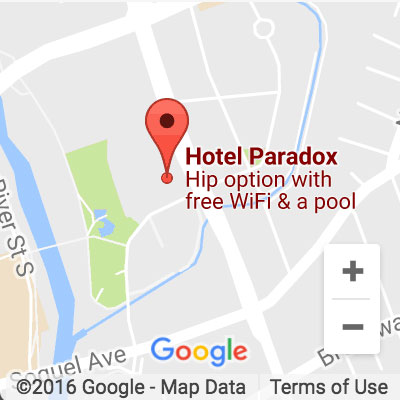 Hotel Paradox
Hip option with
free WiFi & a pool
River St S
+
−
Google
Soquel Ave
©2016 Google - Map Data
Terms of Use